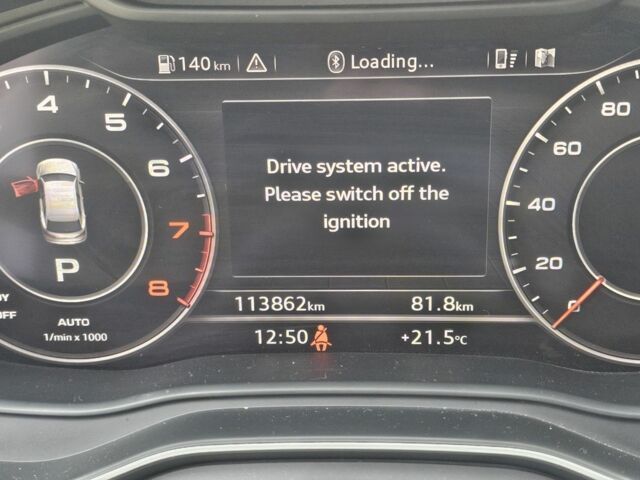 140 km
Loading...
4 5 6 7 8
Drive system active.
Please switch off the
ignition
P
AUTO
1/min x 1000
OFF
113862km
81.8km
12:50
+21.5°C
0 20 40 60 80